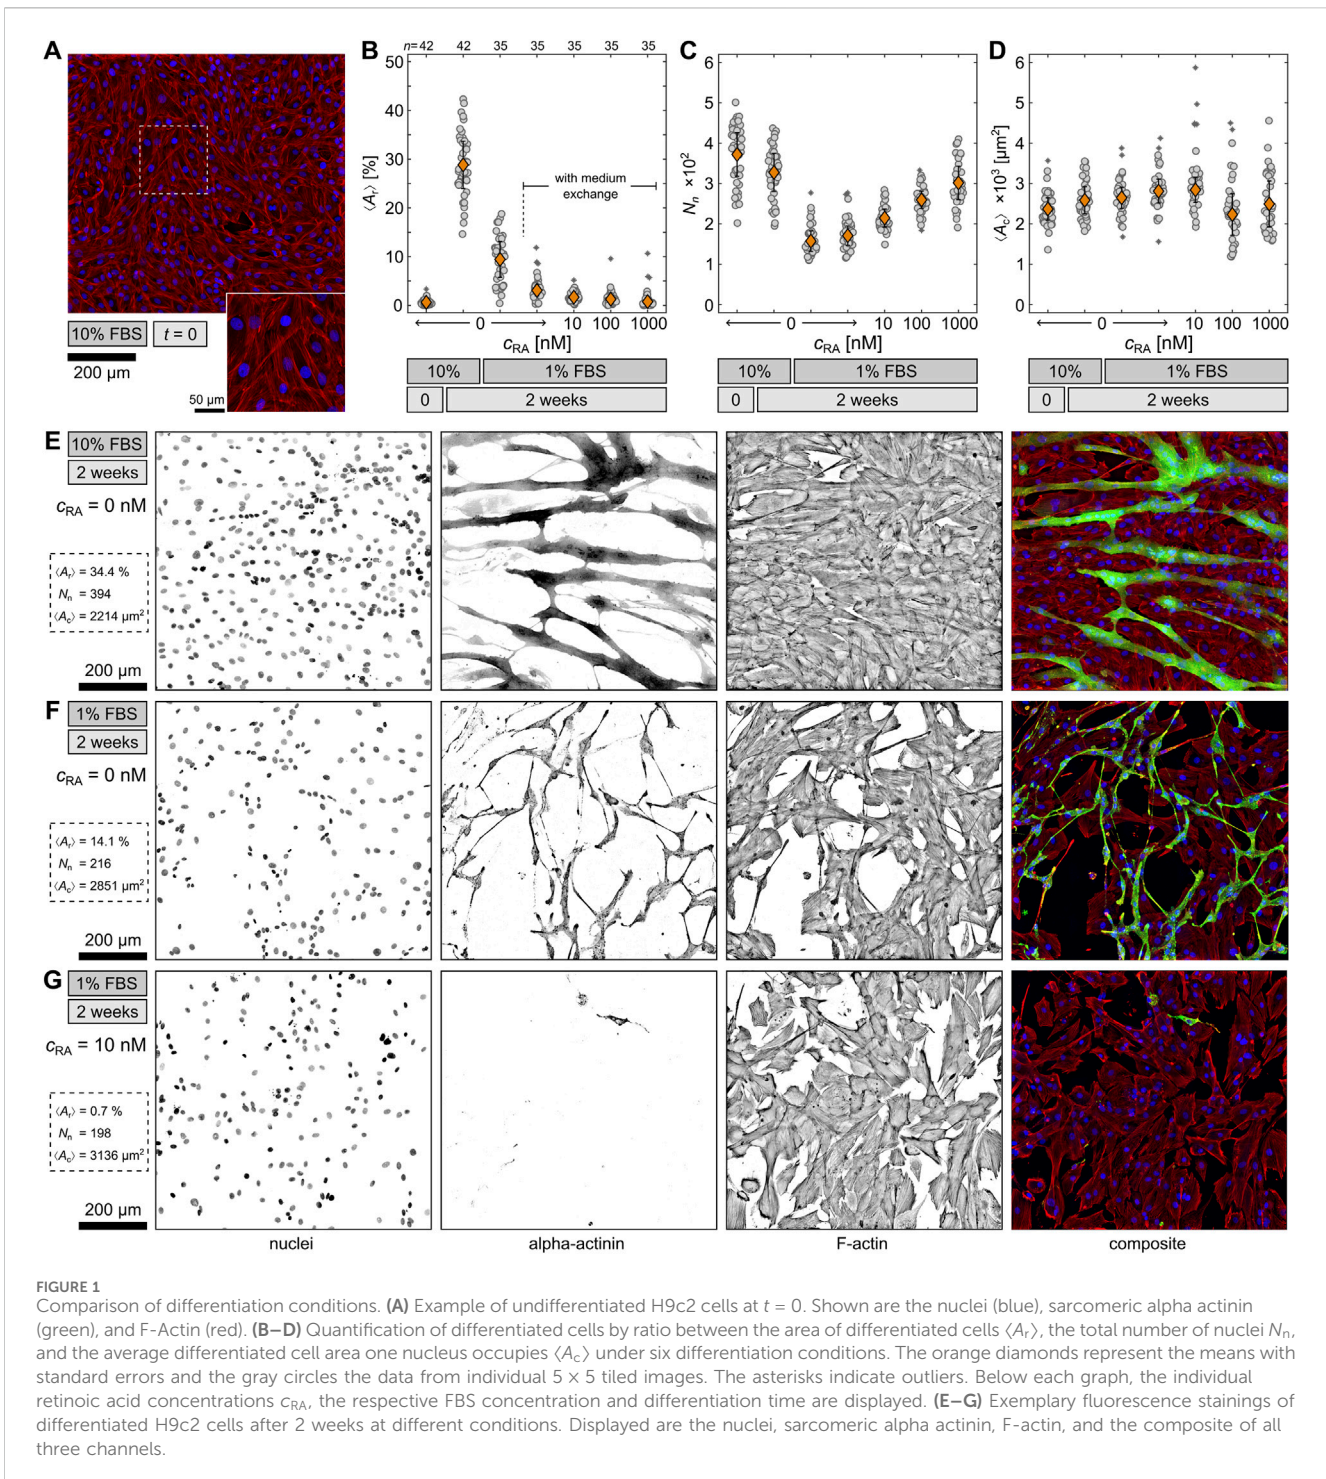 A
10% FBS
t = 0
200 µm
50 µm
B
n= 42 42 35 35 35 35 35
⟨Ar⟩ [%]
50
40
30
20
10
0
with medium
exchange
0 10 100 1000
cRA [nM]
10% 1% FBS
0 2 weeks
C
Nn ×10²
6
5
4
3
2
1
0
0 10 100 1000
cRA [nM]
10% 1% FBS
0 2 weeks
D
⟨Ac⟩ ×10³ [µm²]
6
5
4
3
2
1
0
0 10 100 1000
cRA [nM]
10% 1% FBS
0 2 weeks
E
10% FBS
2 weeks
cRA = 0 nM
⟨Ar⟩ = 34.4 %
Nn = 394
⟨Ac⟩ = 2214 µm²
200 µm
F
1% FBS
2 weeks
cRA = 0 nM
⟨Ar⟩ = 14.1 %
Nn = 216
⟨Ac⟩ = 2851 µm²
200 µm
G
1% FBS
2 weeks
cRA = 10 nM
⟨Ar⟩ = 0.7 %
Nn = 198
⟨Ac⟩ = 3136 µm²
200 µm
nuclei alpha-actinin F-actin composite
FIGURE 1
Comparison of differentiation conditions. (A) Example of undifferentiated H9c2 cells at t = 0. Shown are the nuclei (blue), sarcomeric alpha actinin
(green), and F-Actin (red). (B–D) Quantification of differentiated cells by ratio between the area of differentiated cells ⟨Ar⟩, the total number of nuclei Nn,
and the average differentiated cell area one nucleus occupies ⟨Ac⟩ under six differentiation conditions. The orange diamonds represent the means with
standard errors and the gray circles the data from individual 5 × 5 tiled images. The asterisks indicate outliers. Below each graph, the individual
retinoic acid concentrations cRA, the respective FBS concentration and differentiation time are displayed. (E–G) Exemplary fluorescence stainings of
differentiated H9c2 cells after 2 weeks at different conditions. Displayed are the nuclei, sarcomeric alpha actinin, F-actin, and the composite of all
three channels.